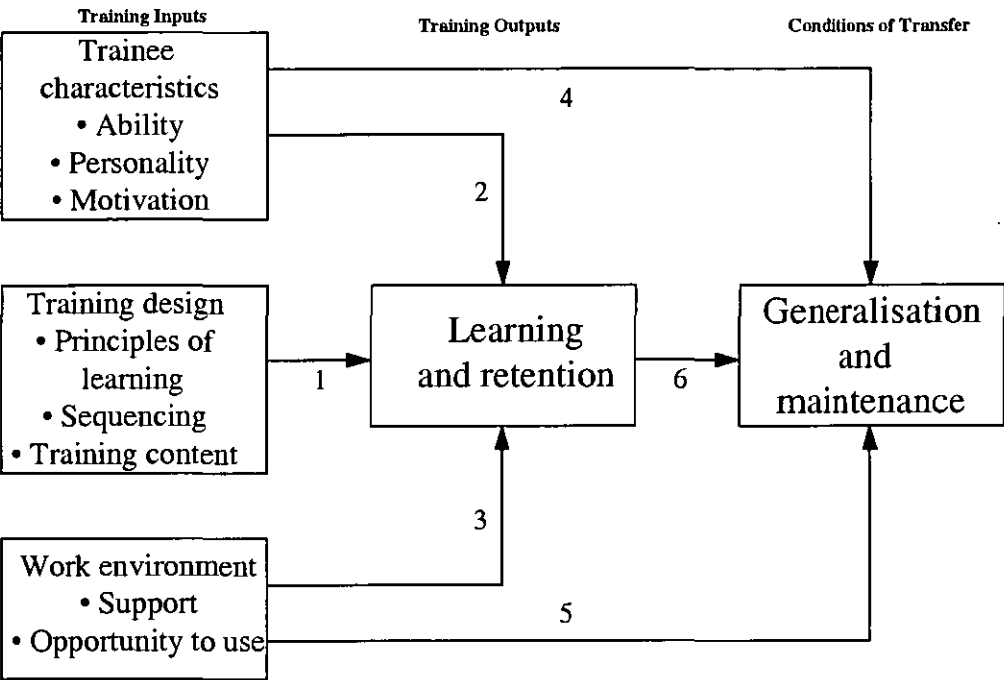 Training Inputs
Training Outputs
Conditions of Transfer
Trainee
characteristics
• Ability
• Personality
• Motivation
4
2
Training design
• Principles of
learning
• Sequencing
• Training content
1
Learning
and retention
6
Generalisation
and
maintenance
3
Work environment
• Support
• Opportunity to use
5